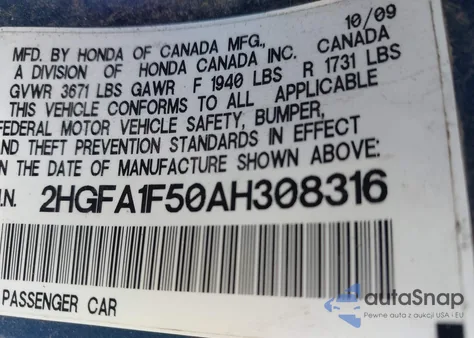 10/09
MFD. BY HONDA OF CANADA MFG.,
A DIVISION OF HONDA CANADA INC. CANADA
GVWR 3671 LBS GAWR F 1940 LBS R 1731 LBS
THIS VEHICLE CONFORMS TO ALL APPLICABLE
FEDERAL MOTOR VEHICLE SAFETY, BUMPER,
AND THEFT PREVENTION STANDARDS IN EFFECT
N THE DATE OF MANUFACTURE SHOWN ABOVE:
I.N. 2HGFA1F50AH308316
PASSENGER CAR
autoSnap
Pewne auta z aukcji USA - EU